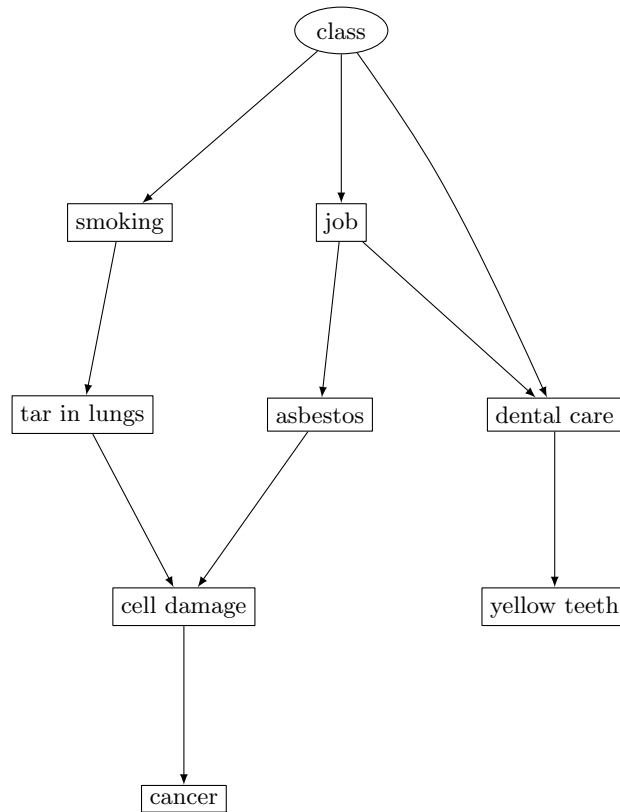 class
smoking
job
tar in lungs
asbestos
dental care
cell damage
yellow teeth
cancer